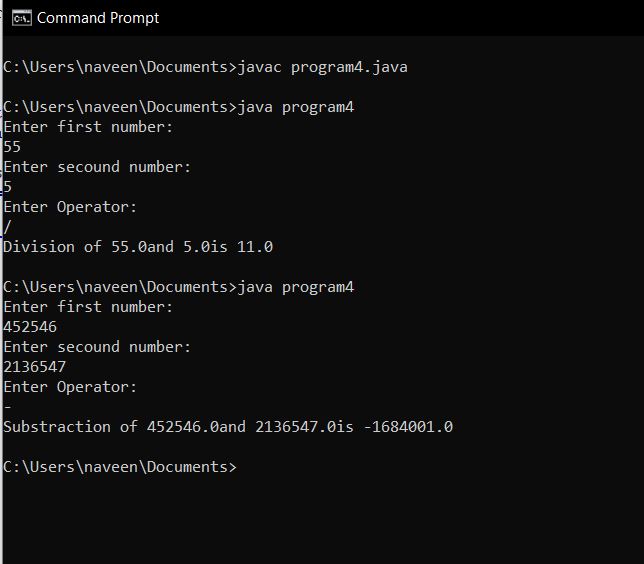 Command Prompt
C:\Users\naveen\Documents>javac program4.java
C:\Users\naveen\Documents>java program4
Enter first number:
55
Enter secound number:
5
Enter Operator:
/
Division of 55.0and 5.0is 11.0
C:\Users\naveen\Documents>java program4
Enter first number:
452546
Enter secound number:
2136547
Enter Operator:
-
Substraction of 452546.0and 2136547.0is -1684001.0
C:\Users\naveen\Documents>